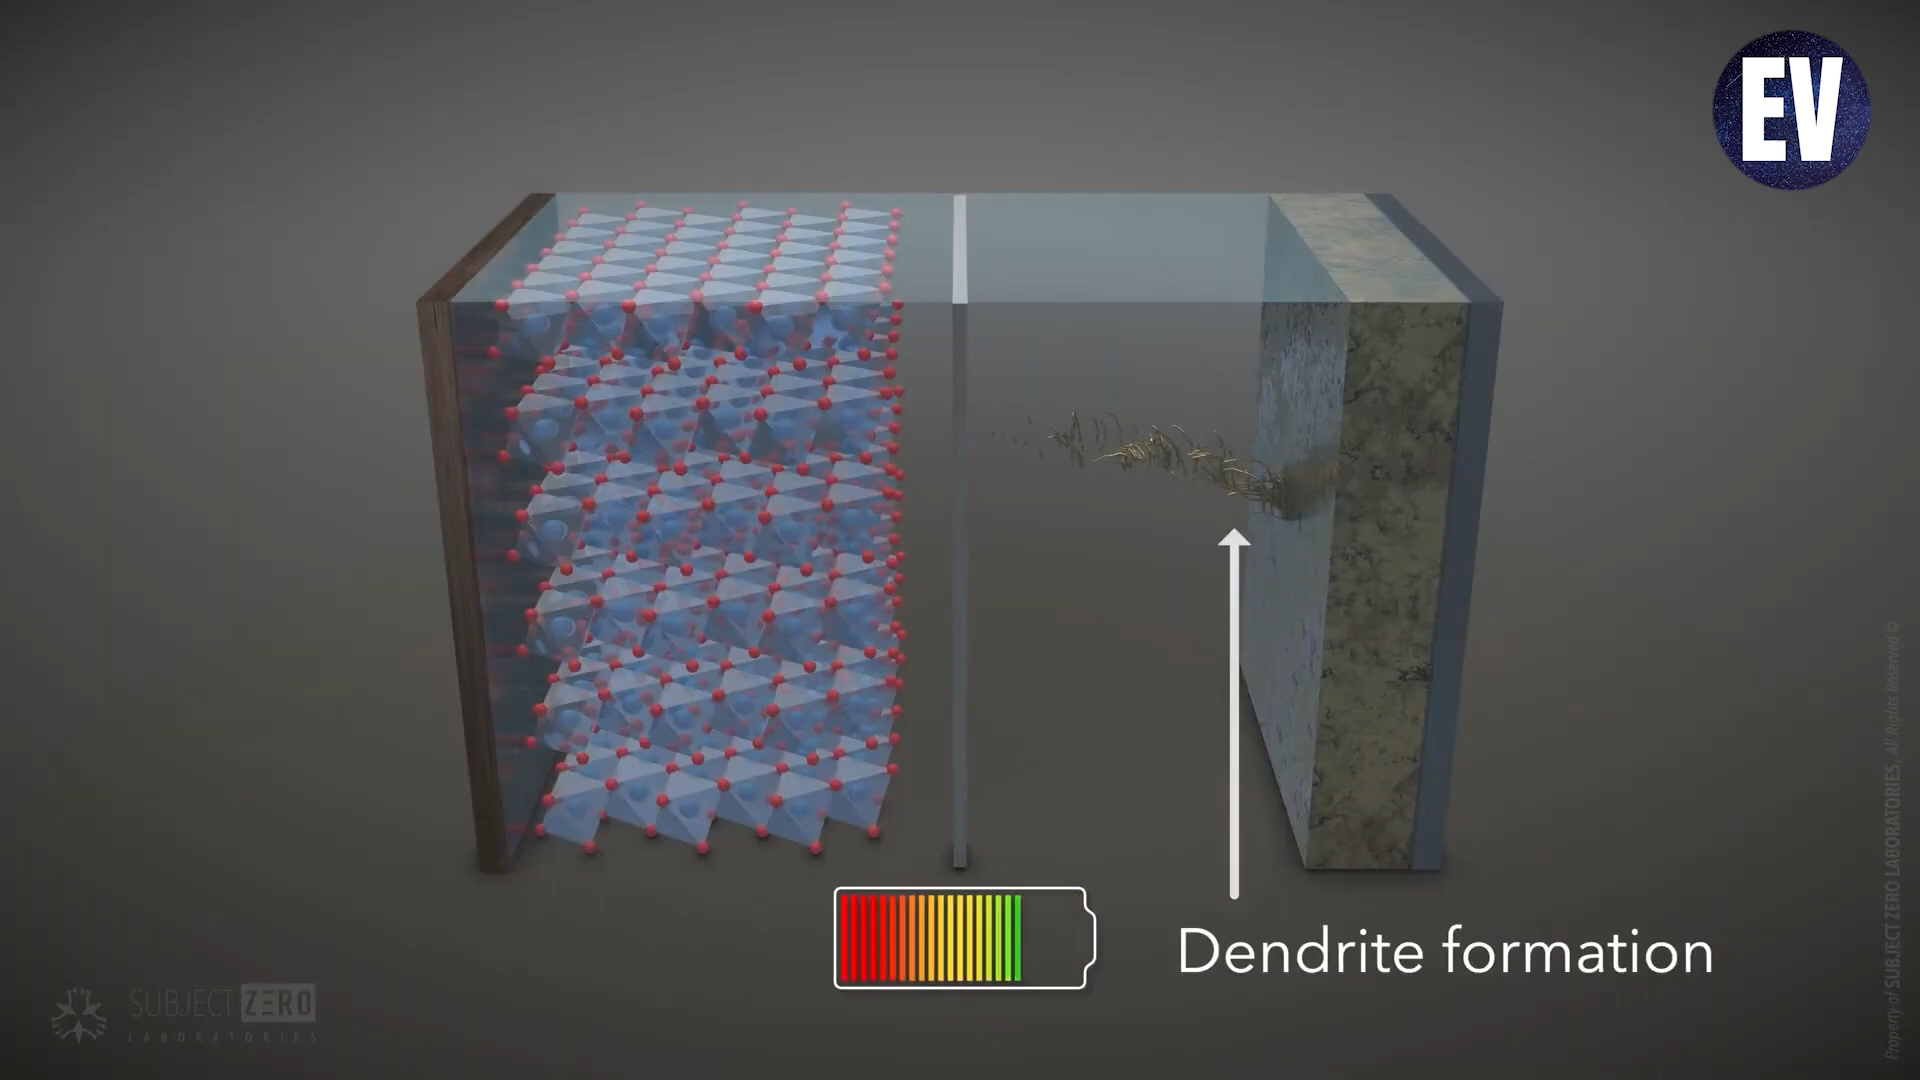 EV
Dendrite formation
SUBJECT ZERO
LABORATORIES
Property of SUBJECT ZERO LABORATORIES, All Rights Reserved ©